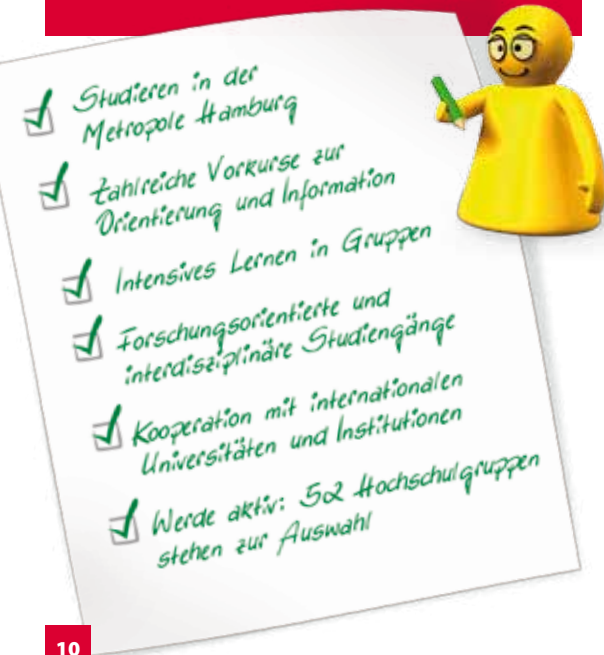 Studieren in der
Metropole Hamburg
Zahlreiche Vorkurse zur
Orientierung und Information
Intensives Lernen in Gruppen
Forschungsorientierte und
interdisziplinäre Studiengänge
Kooperation mit internationalen
Universitäten und Institutionen
Werde aktiv: 52 Hochschulgruppen
stehen zur Auswahl
10